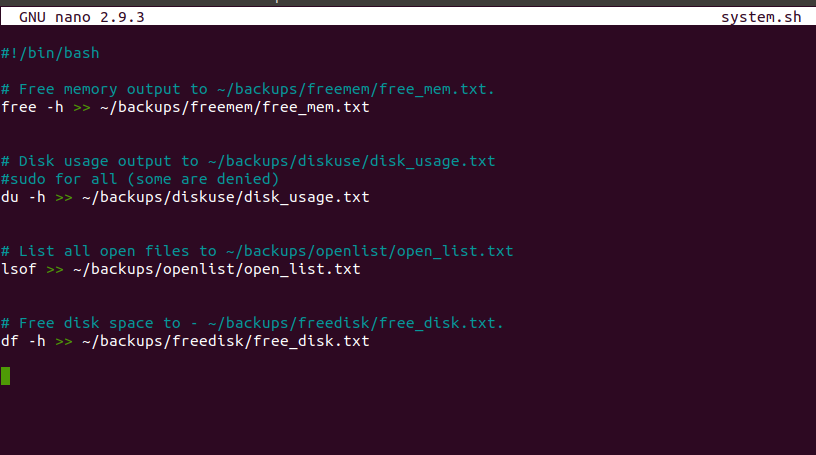 GNU nano 2.9.3 system.sh
#!/bin/bash
# Free memory output to ~/backups/freemem/free_mem.txt.
free -h >> ~/backups/freemem/free_mem.txt
# Disk usage output to ~/backups/diskuse/disk_usage.txt
#sudo for all (some are denied)
du -h >> ~/backups/diskuse/disk_usage.txt
# List all open files to ~/backups/openlist/open_list.txt
lsof >> ~/backups/openlist/open_list.txt
# Free disk space to - ~/backups/freedisk/free_disk.txt.
df -h >> ~/backups/freedisk/free_disk.txt